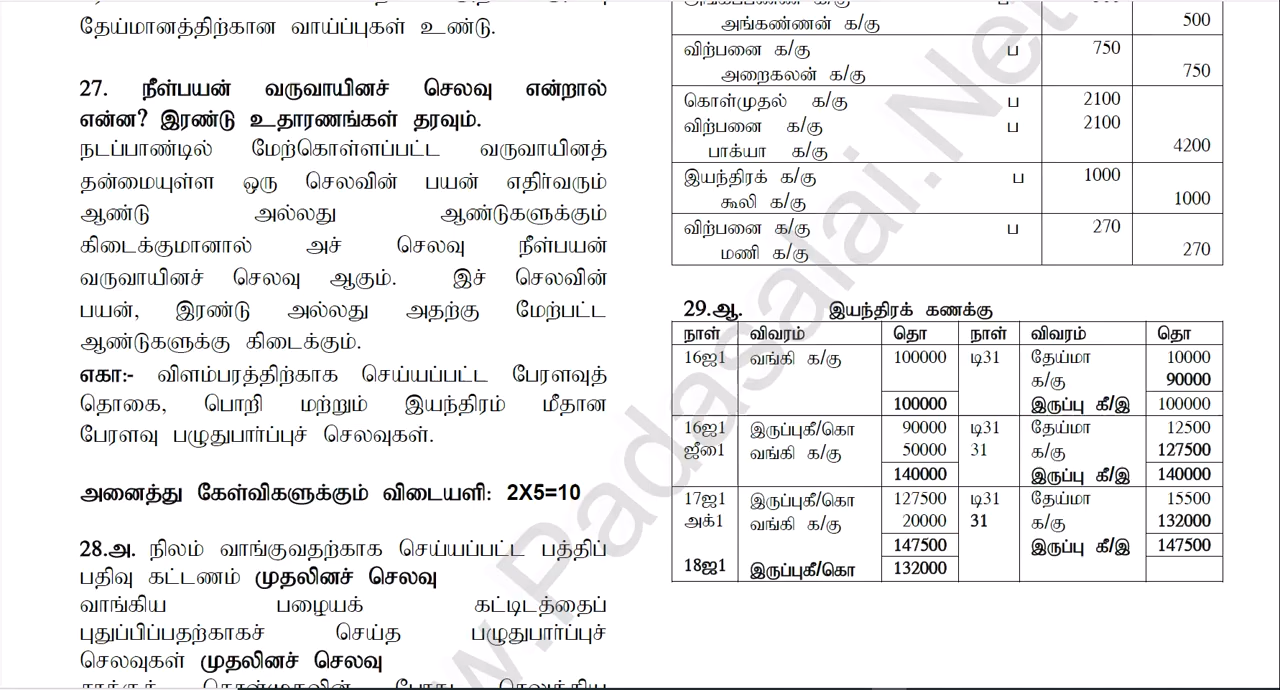 தேய்மானத்திற்கான வாய்ப்புகள் உண்டு.
27. நீள்பயன் வருவாயினச் செலவு என்றால்
என்ன? இரண்டு உதாரணங்கள் தரவும்.
நடப்பாண்டில் மேற்கொள்ளப்பட்ட வருவாயினத்
தன்மையுள்ள ஒரு செலவின் பயன் எதிர்வரும்
ஆண்டு அல்லது ஆண்டுகளுக்கும்
கிடைக்குமானால் அச் செலவு நீள்பயன்
வருவாயினச் செலவு ஆகும். இச் செலவின்
பயன், இரண்டு அல்லது அதற்கு மேற்பட்ட
ஆண்டுகளுக்கு கிடைக்கும்.
எகா:- விளம்பரத்திற்காக செய்யப்பட்ட பேரளவுத்
தொகை, பொறி மற்றும் இயந்திரம் மீதான
பேரளவு பழுதுபார்ப்புச் செலவுகள்.
அனைத்து கேள்விகளுக்கும் விடையளி: 2X5=10
28.அ. நிலம் வாங்குவதற்காக செய்யப்பட்ட பத்திப்
பதிவு கட்டணம் முதலினச் செலவு
வாங்கிய பழையக் கட்டிடத்தைப்
புதுப்பிப்பதற்காகச் செய்த பழுதுபார்ப்புச்
செலவுகள் முதலினச் செலவு
அங்கண்ணன் க/கு 500
விற்பனை க/கு ப 750
அறைகலன் க/கு 750
கொள்முதல் க/கு ப 2100
விற்பனை க/கு ப 2100
பாக்யா க/கு 4200
இயந்திரக் க/கு ப 1000
கூலி க/கு 1000
விற்பனை க/கு ப 270
மணி க/கு 270
29.ஆ. இயந்திரக் கணக்கு
நாள் விவரம் தொ நாள் விவரம் தொ
16ஜ1 வங்கி க/கு 100000 டி31 தேய்மா 10000
க/கு 90000
100000 இருப்பு கீ/இ 100000
16ஜ1 இருப்புகீ/கொ 90000 டி31 தேய்மா 12500
ஜீலை1 வங்கி க/கு 50000 31 க/கு 127500
140000 இருப்பு கீ/இ 140000
17ஜ1 இருப்புகீ/கொ 127500 டி31 தேய்மா 15500
அக்1 வங்கி க/கு 20000 31 க/கு 132000
147500 இருப்பு கீ/இ 147500
18ஜ1 இருப்புகீ/கொ 132000
www.Padasalai.Net